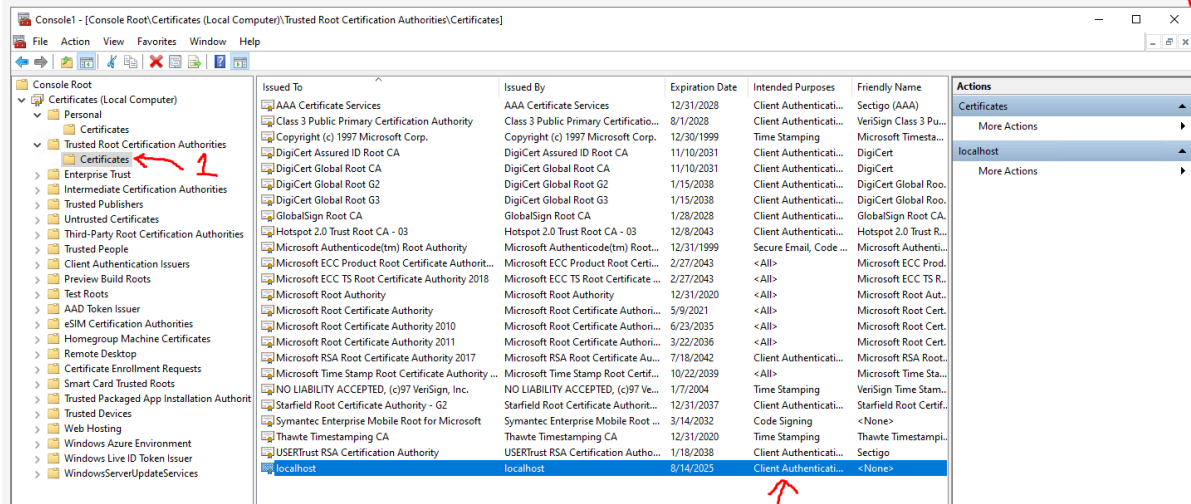 Console1 - [Console Root\Certificates (Local Computer)\Trusted Root Certification Authorities\Certificates]
File Action View Favorites Window Help
Console Root
Certificates (Local Computer)
Personal
Certificates
Trusted Root Certification Authorities
Certificates 1
Enterprise Trust
Intermediate Certification Authorities
Trusted Publishers
Untrusted Certificates
Third-Party Root Certification Authorities
Trusted People
Client Authentication Issuers
Preview Build Roots
Test Roots
AAD Token Issuer
eSIM Certification Authorities
Homegroup Machine Certificates
Remote Desktop
Certificate Enrollment Requests
Smart Card Trusted Roots
Trusted Packaged App Installation Authorit
Trusted Devices
Web Hosting
Windows Azure Environment
Windows Live ID Token Issuer
WindowsServerUpdateServices
Issued To Issued By Expiration Date Intended Purposes Friendly Name
AAA Certificate Services AAA Certificate Services 12/31/2028 Client Authenticati... Sectigo (AAA)
Class 3 Public Primary Certification Authority Class 3 Public Primary Certificatio... 8/1/2028 Client Authenticati... VeriSign Class 3 Pu...
Copyright (c) 1997 Microsoft Corp. Copyright (c) 1997 Microsoft Corp. 12/30/1999 Time Stamping Microsoft Timesta...
DigiCert Assured ID Root CA DigiCert Assured ID Root CA 11/10/2031 Client Authenticati... DigiCert
DigiCert Global Root CA DigiCert Global Root CA 11/10/2031 Client Authenticati... DigiCert
DigiCert Global Root G2 DigiCert Global Root G2 1/15/2038 Client Authenticati... DigiCert Global Roo...
DigiCert Global Root G3 DigiCert Global Root G3 1/15/2038 Client Authenticati... DigiCert Global Roo...
GlobalSign Root CA GlobalSign Root CA 1/28/2028 Client Authenticati... GlobalSign Root CA...
Hotspot 2.0 Trust Root CA - 03 Hotspot 2.0 Trust Root CA - 03 12/8/2043 Client Authenticati... Hotspot 2.0 Trust R...
Microsoft Authenticode(tm) Root Authority Microsoft Authenticode(tm) Root... 12/31/1999 Secure Email, Code ... Microsoft Authenti...
Microsoft ECC Product Root Certificate Authorit... Microsoft ECC Product Root Certi... 2/27/2043 <All> Microsoft ECC Prod...
Microsoft ECC TS Root Certificate Authority 2018 Microsoft ECC TS Root Certificate ... 2/27/2043 <All> Microsoft ECC TS R...
Microsoft Root Authority Microsoft Root Authority 12/31/2020 <All> Microsoft Root Aut...
Microsoft Root Certificate Authority Microsoft Root Certificate Authori... 5/9/2021 <All> Microsoft Root Cert...
Microsoft Root Certificate Authority 2010 Microsoft Root Certificate Authori... 6/23/2035 <All> Microsoft Root Cert...
Microsoft Root Certificate Authority 2011 Microsoft Root Certificate Authori... 3/22/2036 <All> Microsoft Root Cert...
Microsoft RSA Root Certificate Authority 2017 Microsoft RSA Root Certificate Au... 7/18/2042 Client Authenticati... Microsoft RSA Root...
Microsoft Time Stamp Root Certificate Authority ... Microsoft Time Stamp Root Certif... 10/22/2039 <All> Microsoft Time Sta...
NO LIABILITY ACCEPTED, (c)97 VeriSign, Inc. NO LIABILITY ACCEPTED, (c)97 Ve... 1/7/2004 Time Stamping VeriSign Time Stam...
Starfield Root Certificate Authority - G2 Starfield Root Certificate Authorit... 12/31/2037 Client Authenticati... Starfield Root Certif...
Symantec Enterprise Mobile Root for Microsoft Symantec Enterprise Mobile Root ... 3/14/2032 Code Signing <None>
Thawte Timestamping CA Thawte Timestamping CA 12/31/2020 Time Stamping Thawte Timestampi...
USERTrust RSA Certification Authority USERTrust RSA Certification Autho... 1/18/2038 Client Authenticati... Sectigo
localhost localhost 8/14/2025 Client Authenticati... <None>
Actions
Certificates
More Actions
localhost
More Actions